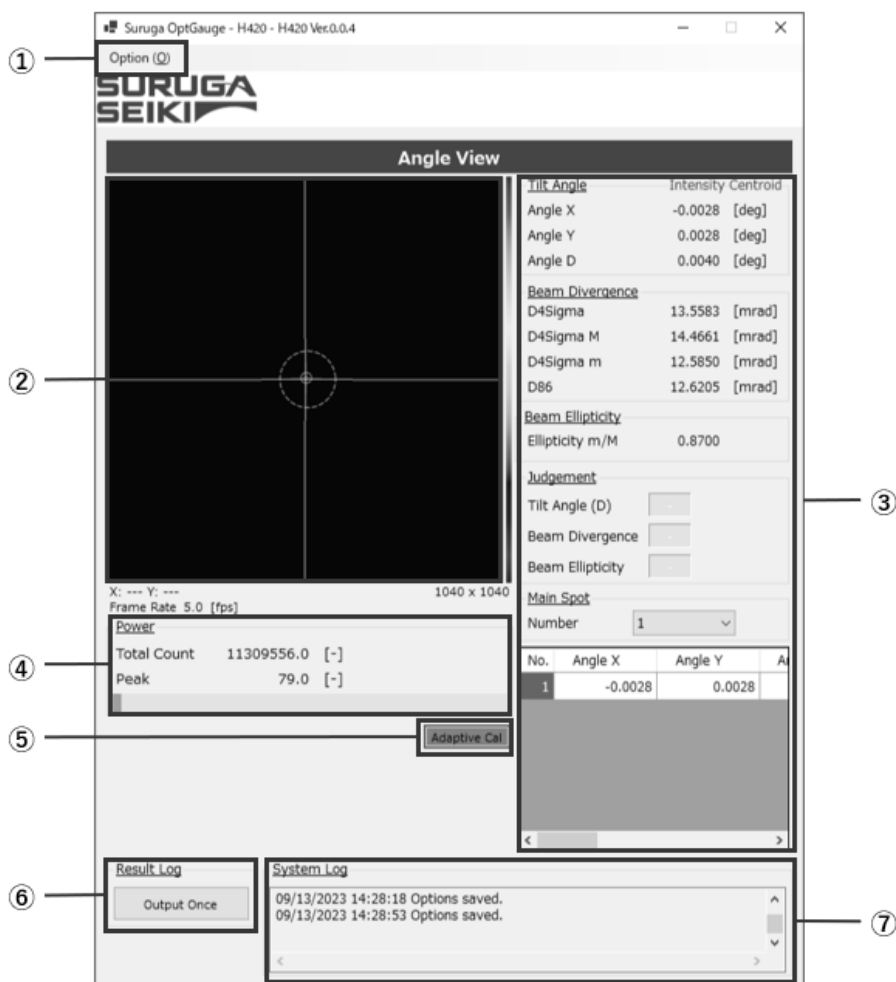 Suruga OptGauge - H420 - H420 Ver.0.0.4
① Option (O)
SURUGA
SEIKI
Angle View
Tilt Angle Intensity Centroid
Angle X -0.0028 [deg]
Angle Y 0.0028 [deg]
Angle D 0.0040 [deg]
Beam Divergence
D4Sigma 13.5583 [mrad]
D4Sigma M 14.4661 [mrad]
D4Sigma m 12.5850 [mrad]
D86 12.6205 [mrad]
②
Beam Ellipticity
Ellipticity m/M 0.8700
Judgement
Tilt Angle (D)
Beam Divergence
Beam Ellipticity
③
Main Spot
Number 1
No. Angle X Angle Y
1 -0.0028 0.0028
X: --- Y: --- 1040 x 1040
Frame Rate 5.0 [fps]
Power
④ Total Count 11309556.0 [-]
Peak 79.0 [-]
⑤ Adaptive Cal
Result Log
⑥ Output Once
System Log
09/13/2023 14:28:18 Options saved.
09/13/2023 14:28:53 Options saved.
⑦